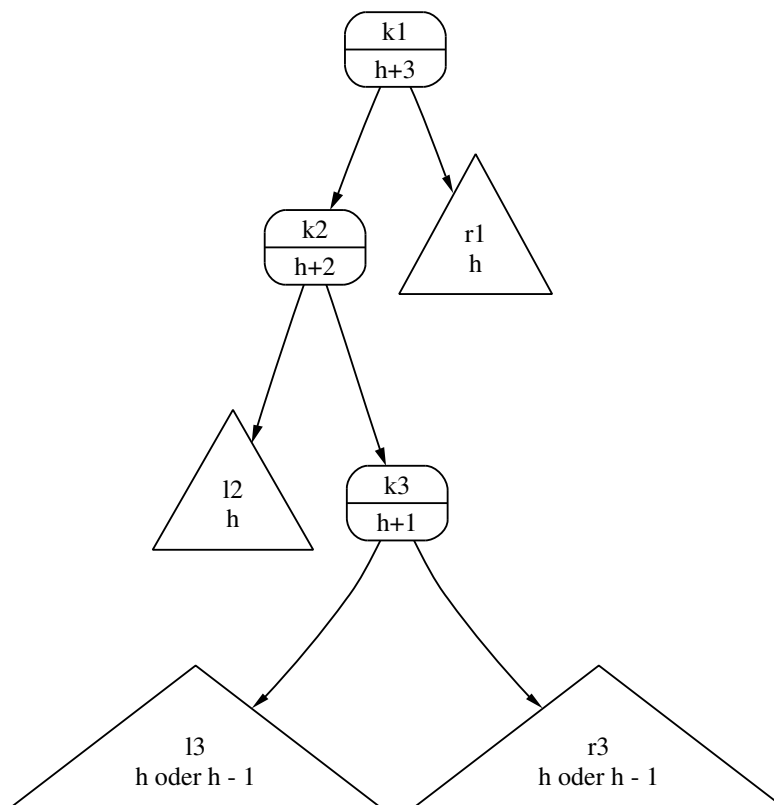 k1
h+3
k2
h+2
r1
h
l2
h
k3
h+1
l3
h oder h - 1
r3
h oder h - 1